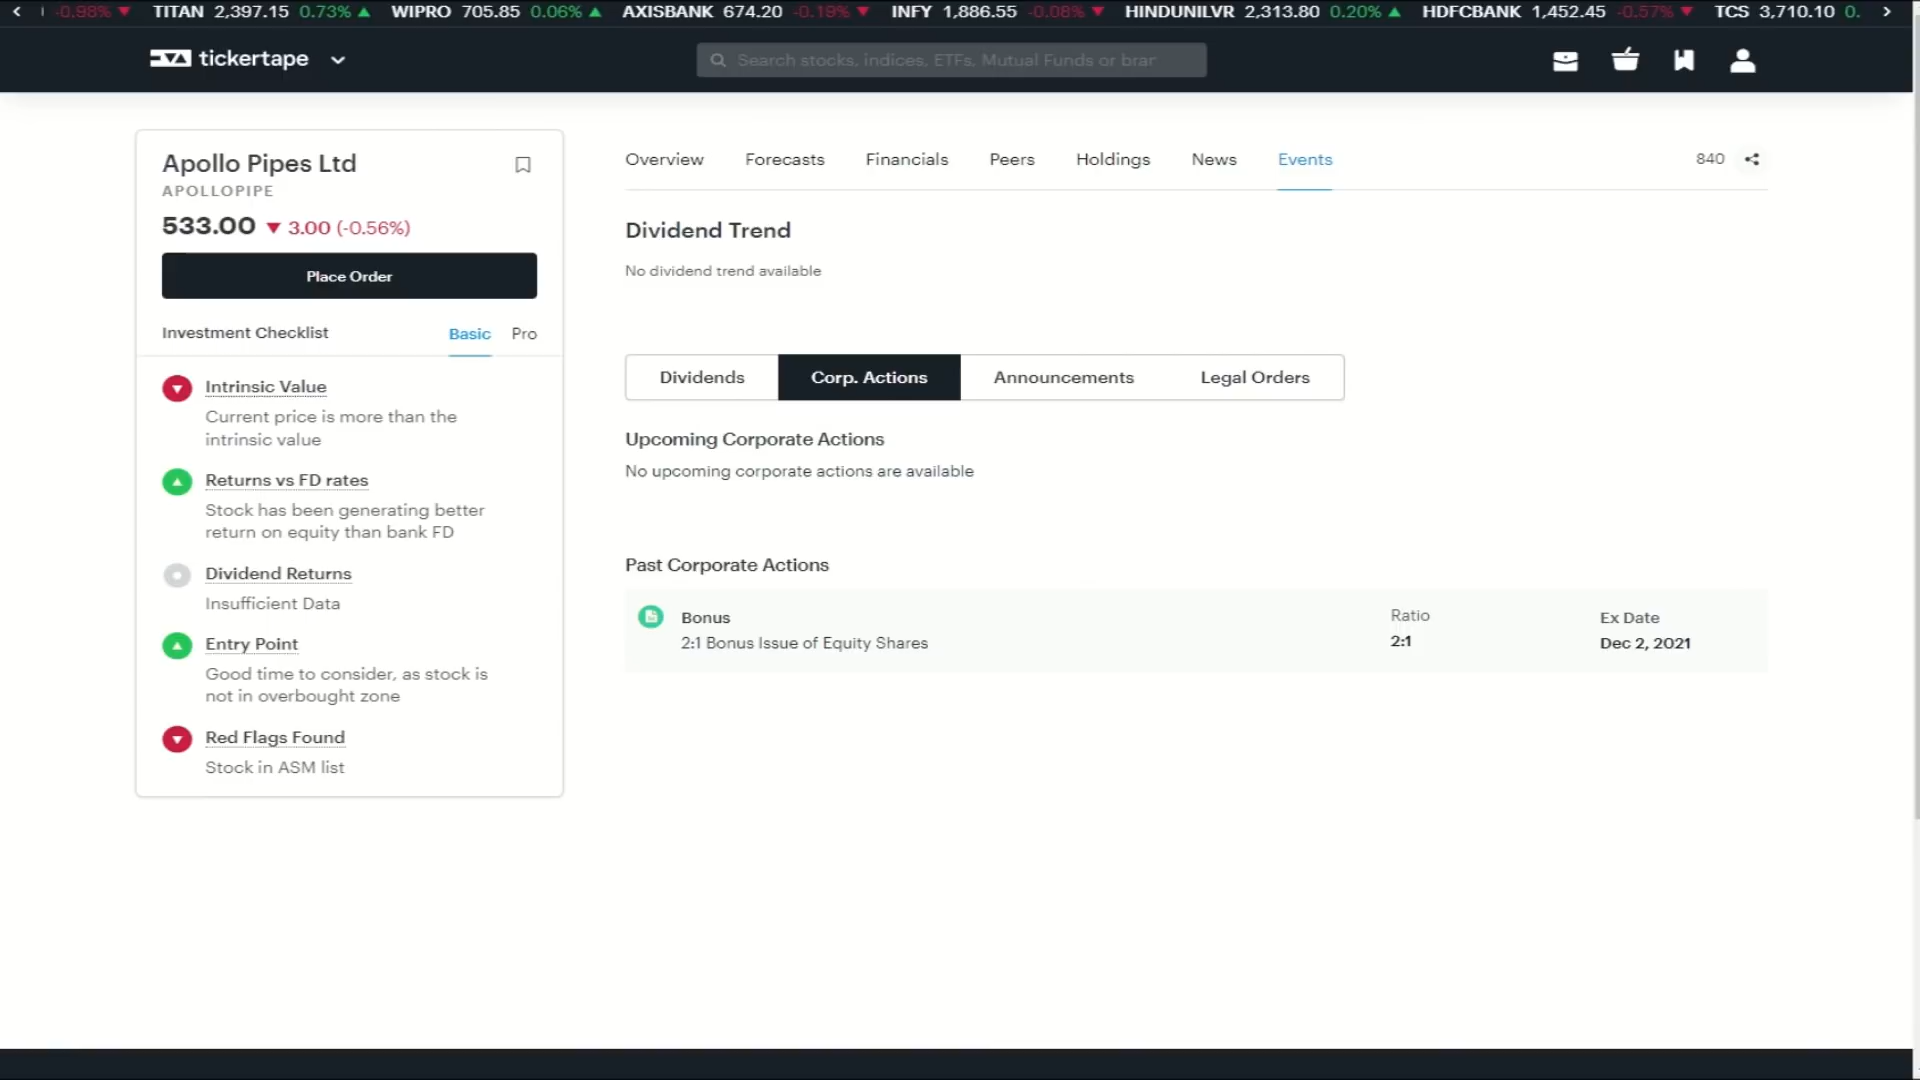 -0.98% ▼ TITAN 2,397.15 0.73% ▲ WIPRO 705.85 0.06% ▲ AXISBANK 674.20 -0.19% ▼ INFY 1,886.55 -0.08% ▼ HINDUNILVR 2,313.80 0.20% ▲ HDFCBANK 1,452.45 -0.57% ▼ TCS 3,710.10 0.
tickertape
Search stocks, indices, ETFs, Mutual Funds or brar
Apollo Pipes Ltd
APOLLOPIPE
533.00 ▼ 3.00 (-0.56%)
Place Order
Investment Checklist Basic Pro
Intrinsic Value
Current price is more than the
intrinsic value
Returns vs FD rates
Stock has been generating better
return on equity than bank FD
Dividend Returns
Insufficient Data
Entry Point
Good time to consider, as stock is
not in overbought zone
Red Flags Found
Stock in ASM list
Overview Forecasts Financials Peers Holdings News Events 840
Dividend Trend
No dividend trend available
Dividends Corp. Actions Announcements Legal Orders
Upcoming Corporate Actions
No upcoming corporate actions are available
Past Corporate Actions
Bonus Ratio Ex Date
2:1 Bonus Issue of Equity Shares 2:1 Dec 2, 2021